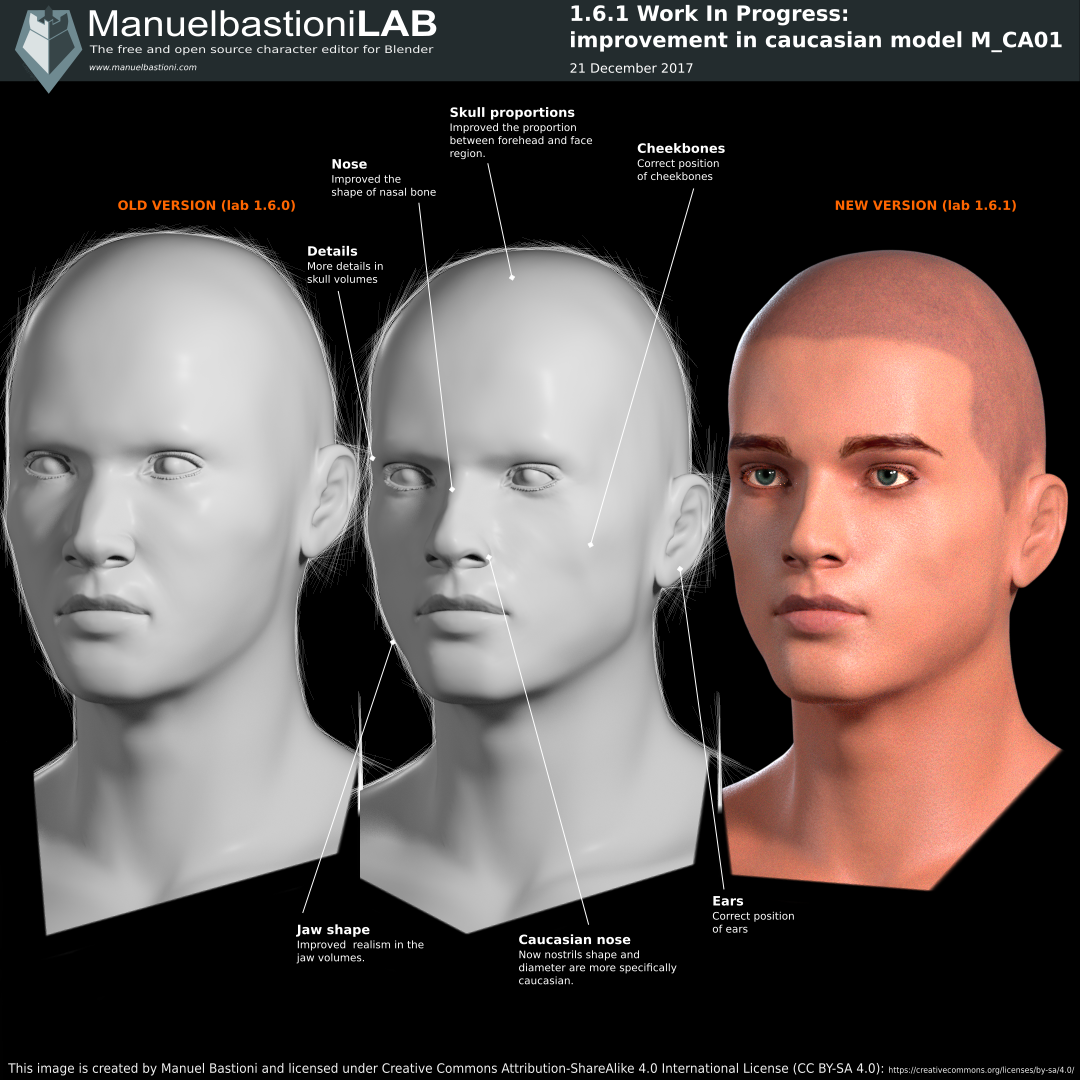 ManuelbastioniLAB
The free and open source character editor for Blender
www.manuelbastioni.com
1.6.1 Work In Progress:
improvement in caucasian model M_CA01
21 December 2017
Skull proportions
Improved the proportion
between forehead and face
region.
Cheekbones
Correct position
of cheekbones
Nose
Improved the
shape of nasal bone
OLD VERSION (lab 1.6.0)
NEW VERSION (lab 1.6.1)
Details
More details in
skull volumes
Ears
Correct position
of ears
Jaw shape
Improved  realism in the
jaw volumes.
Caucasian nose
Now nostrils shape and
diameter are more specifically
caucasian.
This image is created by Manuel Bastioni and licensed under Creative Commons Attribution-ShareAlike 4.0 International License (CC BY-SA 4.0): https://creativecommons.org/licenses/by-sa/4.0/